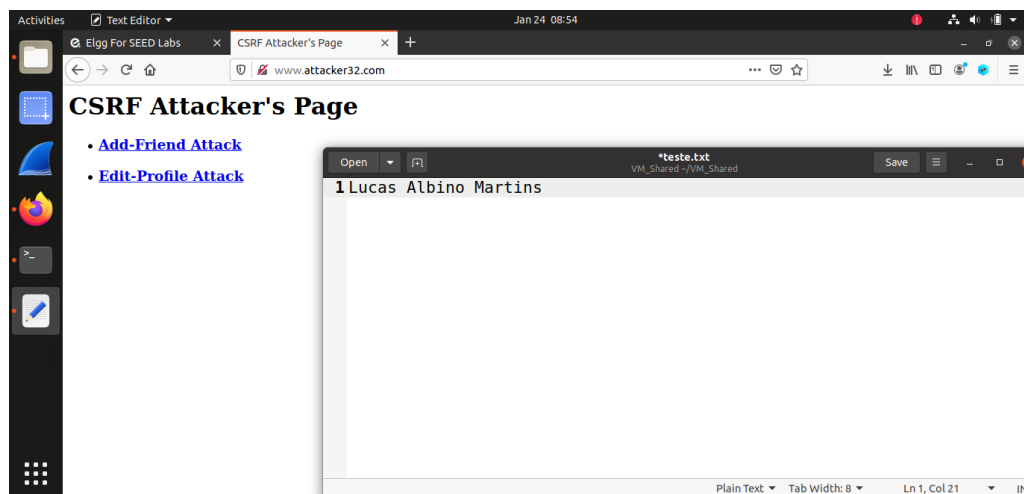 Activities Text Editor Jan 24 08:54
Elgg For SEED Labs CSRF Attacker's Page
www.attacker32.com
CSRF Attacker's Page
Add-Friend Attack
Edit-Profile Attack
Open *teste.txt Save
VM_Shared ~/VM_Shared
1 Lucas Albino Martins
Plain Text Tab Width: 8 Ln 1, Col 21